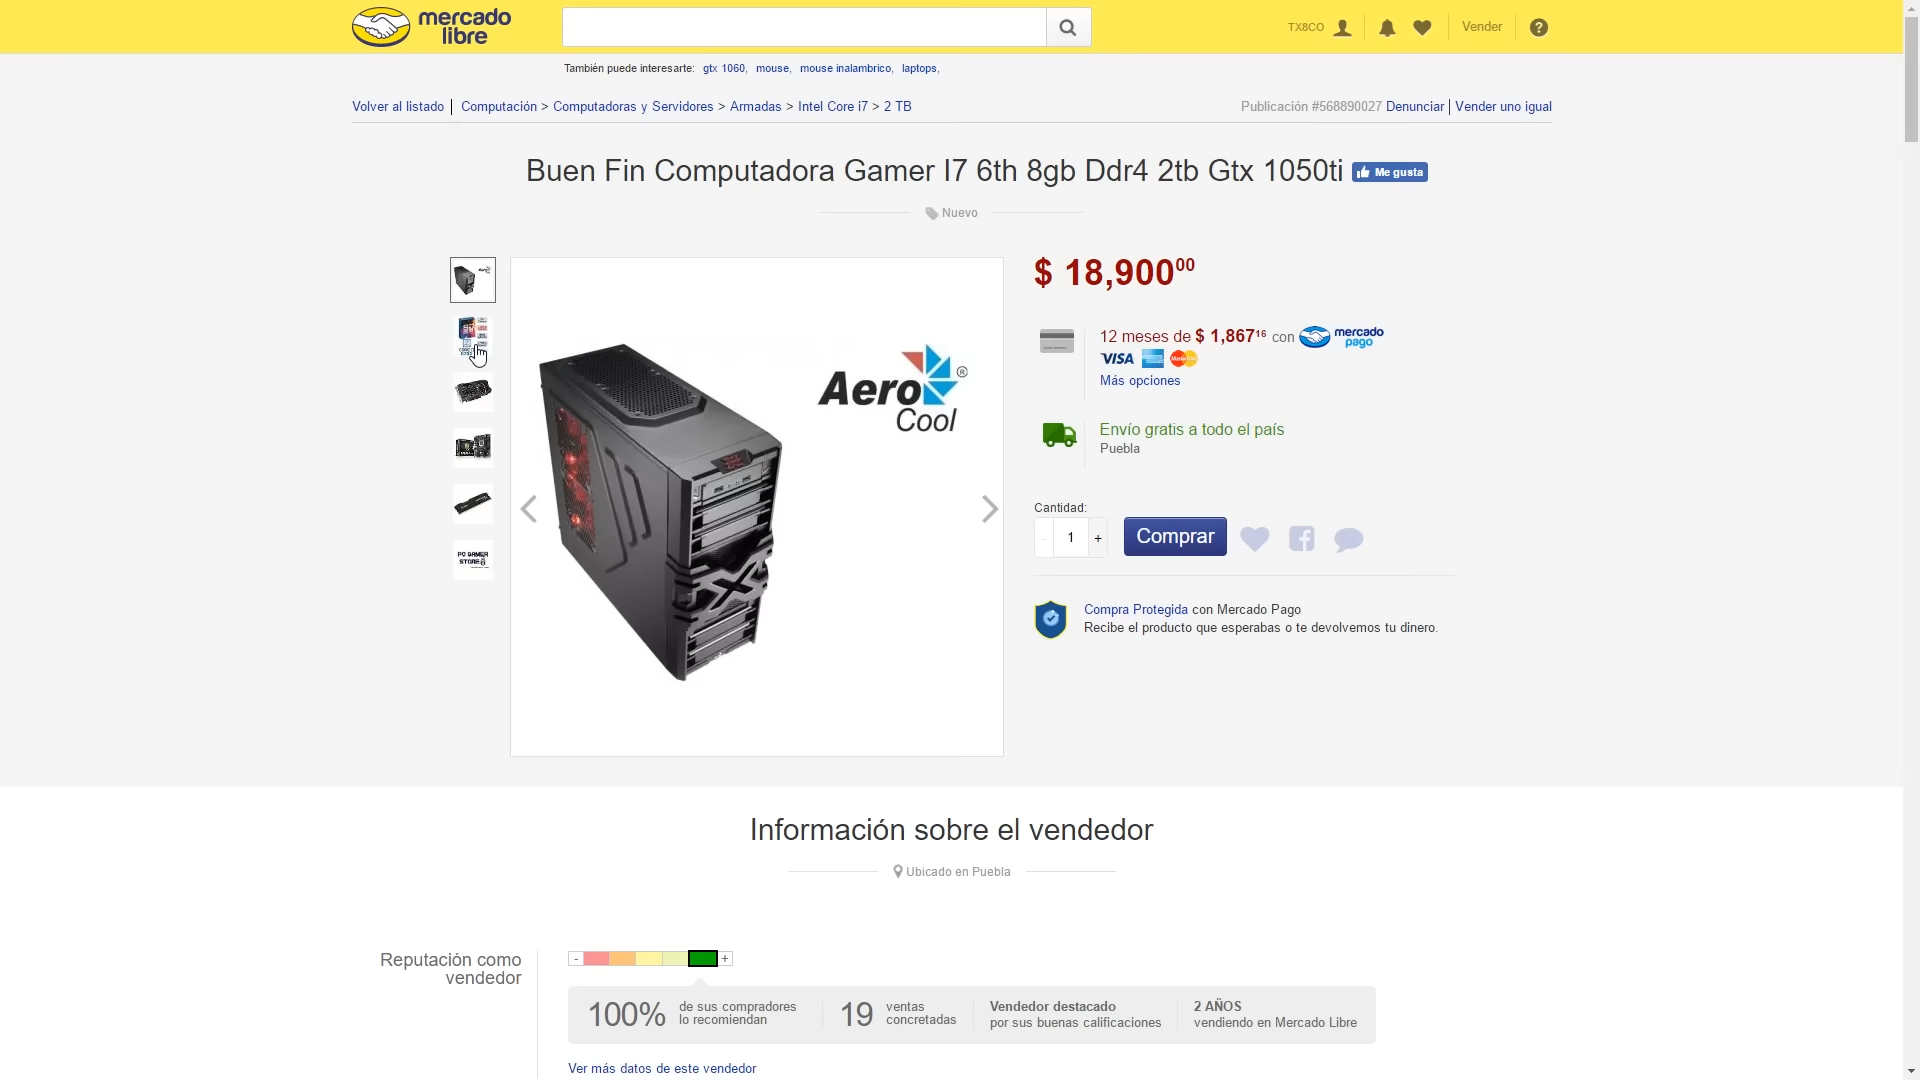 mercado
libre
TX8CO
Vender
?
También puede interesarte: gtx 1060, mouse, mouse inalambrico, laptops,
Volver al listado | Computación > Computadoras y Servidores > Armadas > Intel Core i7 > 2 TB
Publicación #568890027 Denunciar | Vender uno igual
Buen Fin Computadora Gamer I7 6th 8gb Ddr4 2tb Gtx 1050ti
Me gusta
Nuevo
Aero
Cool
®
PC GAMER
STORE
$ 18,900⁰⁰
12 meses de $ 1,867¹⁶ con mercado pago
VISA MasterCard
Más opciones
Envío gratis a todo el país
Puebla
Cantidad:
- 1 +
Comprar
Compra Protegida con Mercado Pago
Recibe el producto que esperabas o te devolvemos tu dinero.
Información sobre el vendedor
Ubicado en Puebla
Reputación como
vendedor
- +
100% de sus compradores
lo recomiendan
19 ventas
concretadas
Vendedor destacado
por sus buenas calificaciones
2 AÑOS
vendiendo en Mercado Libre
Ver más datos de este vendedor